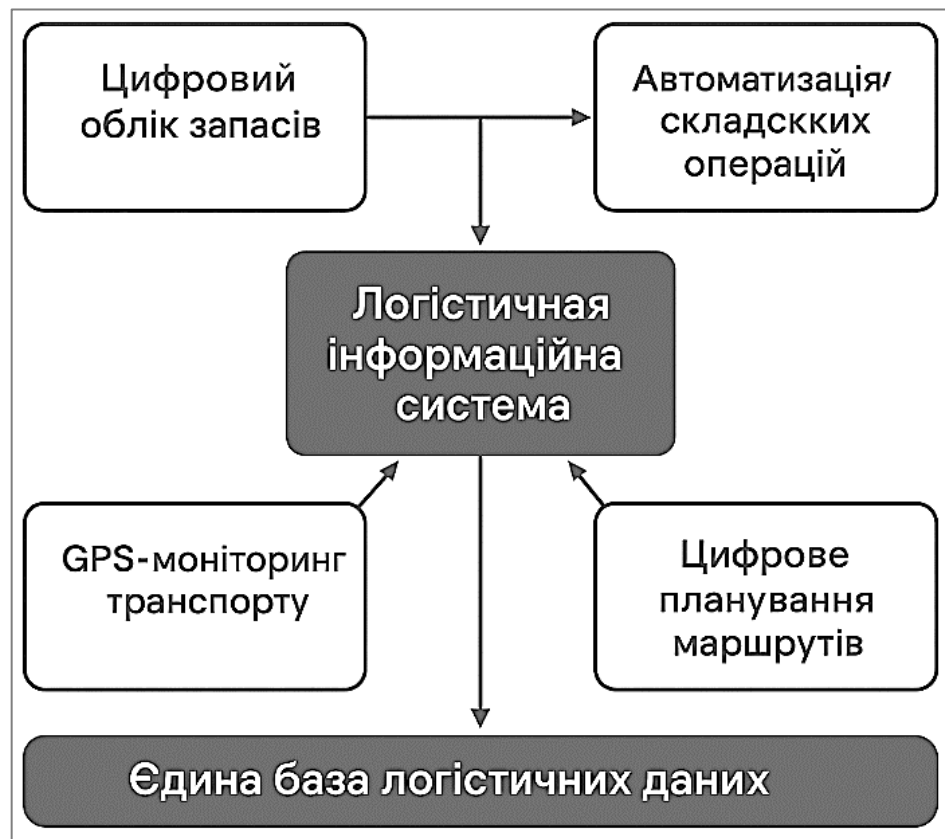 Цифровий
облік запасів
Автоматизація′
складскких
операцій
Логістичная
інформаційна
система
GPS-моніторинг
транспорту
Цифрове
планування
маршрутів
Єдина база логістичних даних